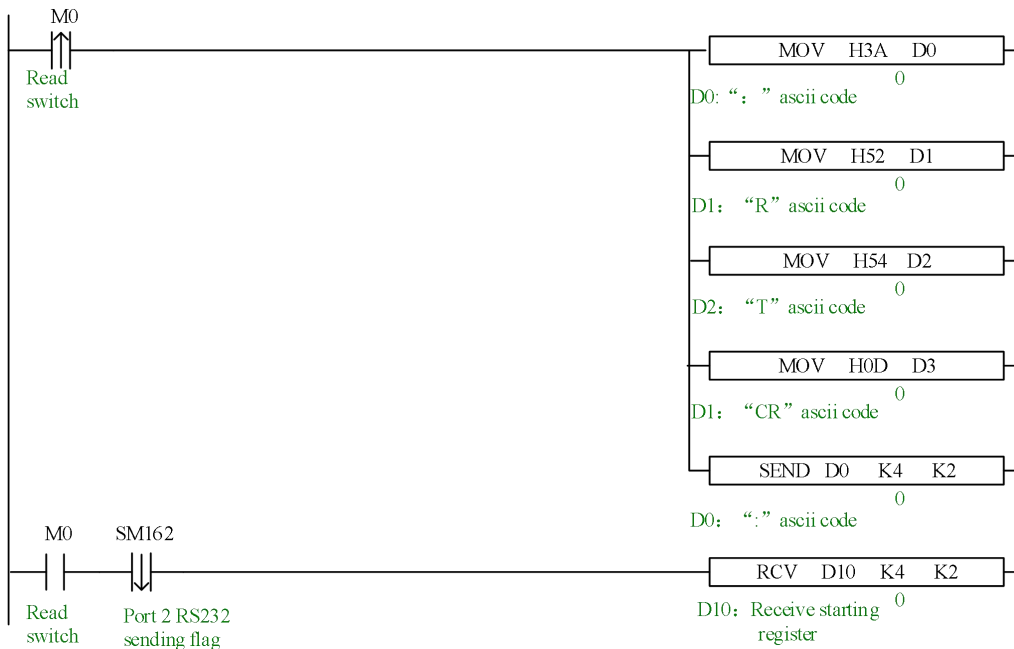 M0
Read
switch
MOV H3A D0
0
D0:“：” ascii code
MOV H52 D1
0
D1： “R” ascii code
MOV H54 D2
0
D2： “T” ascii code
MOV H0D D3
0
D1： “CR” ascii code
SEND D0 K4 K2
0
D0： “:” ascii code
M0 SM162
RCV D10 K4 K2
0
Read
switch
Port 2 RS232
sending flag
D10：Receive starting
register